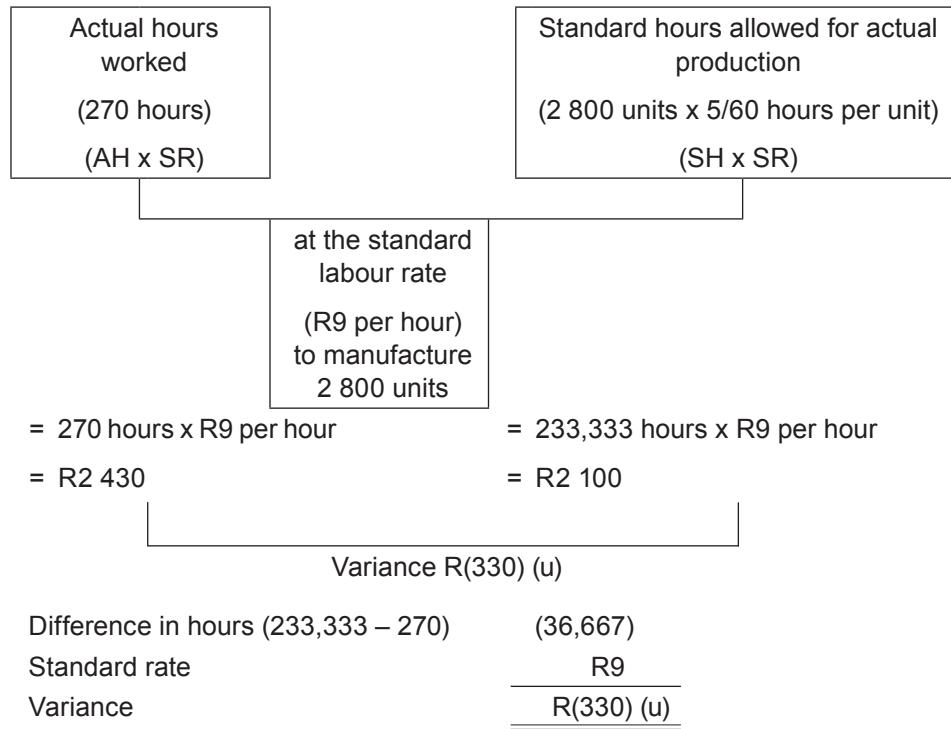 Actual hours
worked
(270 hours)
(AH x SR)
Standard hours allowed for actual
production
(2 800 units x 5/60 hours per unit)
(SH x SR)
at the standard
labour rate
(R9 per hour)
to manufacture
2 800 units
= 270 hours x R9 per hour
= R2 430
= 233,333 hours x R9 per hour
= R2 100
Variance R(330) (u)
Difference in hours (233,333 – 270) (36,667)
Standard rate R9
Variance R(330) (u)